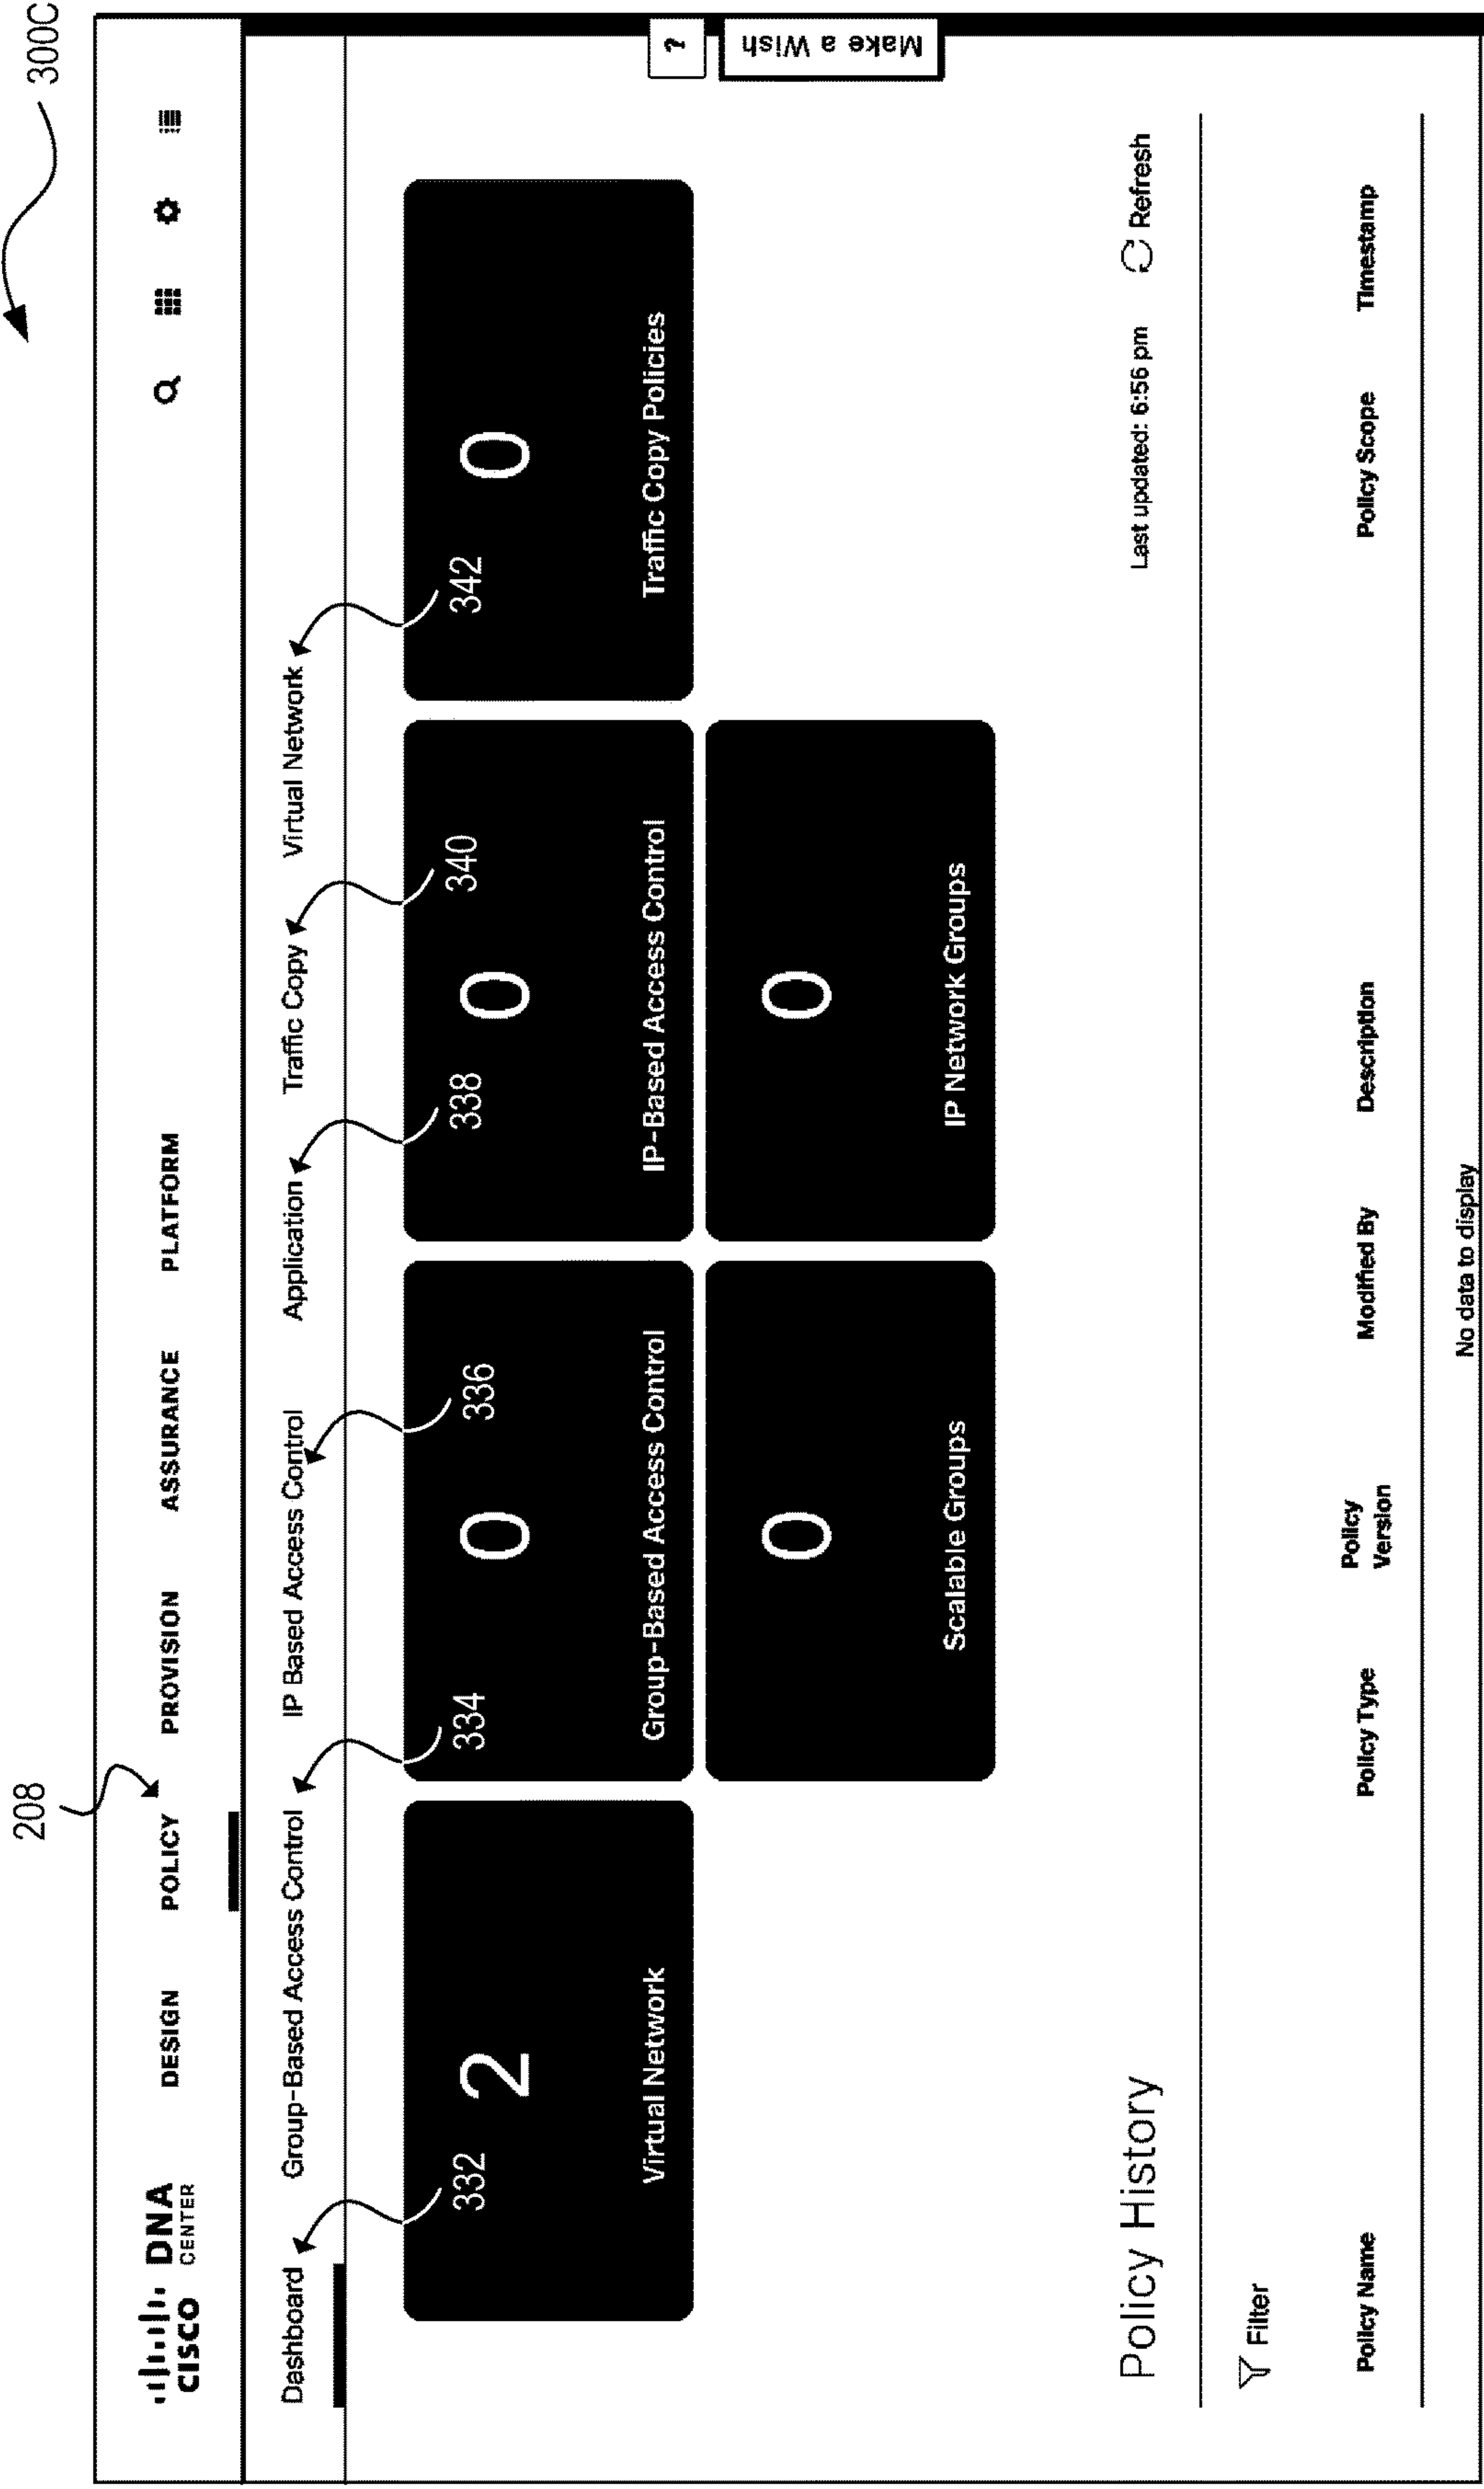 300C
208
CISCO DNA CENTER DESIGN POLICY PROVISION ASSURANCE PLATFORM
Dashboard Group-Based Access Control IP Based Access Control Application Traffic Copy Virtual Network
332 334 336 338 340 342
2 0 0 0
Virtual Network Group-Based Access Control IP-Based Access Control Traffic Copy Policies
0 0
Scalable Groups IP Network Groups
?
Make a Wish
Policy History Last updated: 6:56 pm Refresh
Filter
Policy Name Policy Type Policy Version Modified By Description Policy Scope Timestamp
No data to display